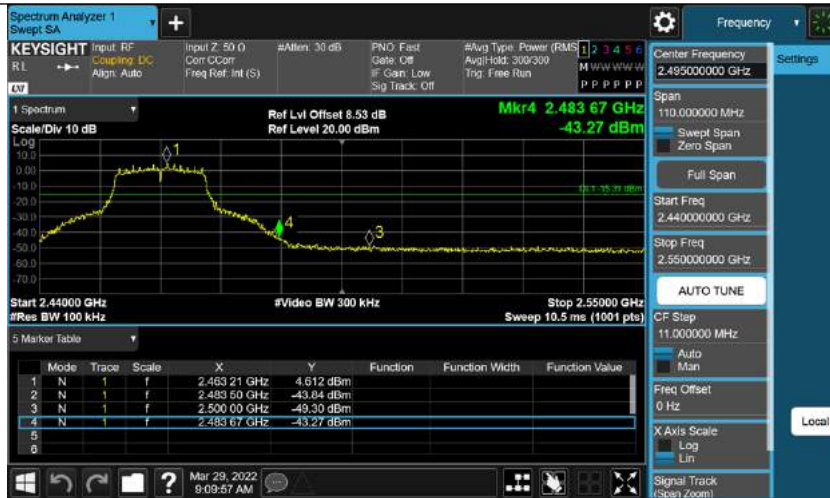 Spectrum Analyzer 1
Swept SA
Frequency
KEYSIGHT
Input: RF
Input Z: 50 Ω
#Atten: 30 dB
PNO: Fast
#Avg Type: Power (RMS
1 2 3 4 5 6
RL
Coupling: DC
Corr CCorr
Gate: Off
Avg|Hold: 300/300
M W W W W W
Align: Auto
Freq Ref: Int (S)
IF Gain: Low
Trig: Free Run
Sig Track: Off
P P P P P P
LXI
Center Frequency
2.495000000 GHz
Settings
1 Spectrum
Ref Lvl Offset 8.53 dB
Mkr4 2.483 67 GHz
Scale/Div 10 dB
Ref Level 20.00 dBm
-43.27 dBm
Log
10.0
0.00
-10.0
-20.0
-30.0
-40.0
-50.0
-60.0
-70.0
1
4
3
DL1 -15.39 dBm
Start 2.44000 GHz
#Video BW 300 kHz
Stop 2.55000 GHz
#Res BW 100 kHz
Sweep 10.5 ms (1001 pts)
Span
110.000000 MHz
Swept Span
Zero Span
Full Span
Start Freq
2.440000000 GHz
Stop Freq
2.550000000 GHz
AUTO TUNE
CF Step
11.000000 MHz
Auto
Man
Freq Offset
0 Hz
X Axis Scale
Log
Lin
Signal Track
(Span Zoom)
Local
5 Marker Table
Mode Trace Scale X Y Function Function Width Function Value
1 N 1 f 2.463 21 GHz 4.612 dBm
2 N 1 f 2.483 50 GHz -43.84 dBm
3 N 1 f 2.500 00 GHz -49.30 dBm
4 N 1 f 2.483 67 GHz -43.27 dBm
5
6
?
Mar 29, 2022
9:09:57 AM